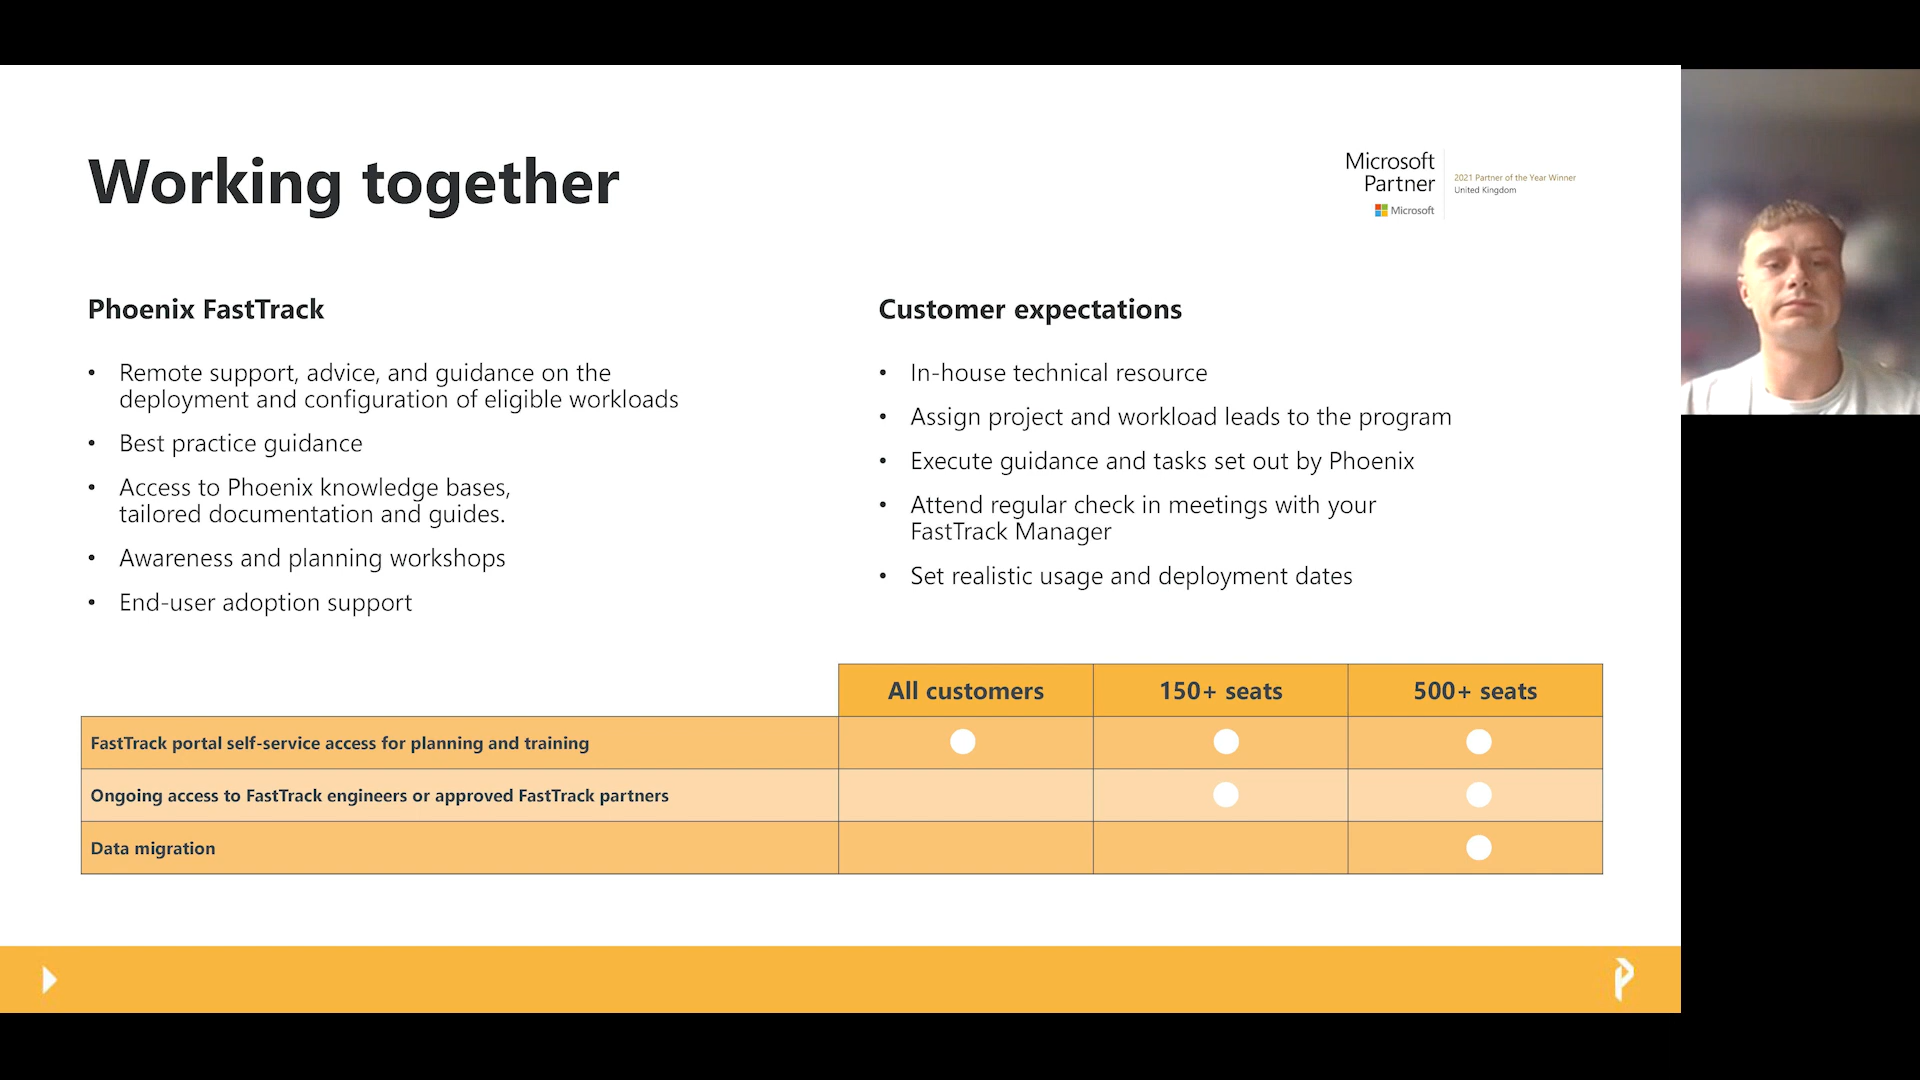 Working together
Microsoft
Partner
Microsoft
2021 Partner of the Year Winner
United Kingdom
Phoenix FastTrack
• Remote support, advice, and guidance on the
deployment and configuration of eligible workloads
• Best practice guidance
• Access to Phoenix knowledge bases,
tailored documentation and guides.
• Awareness and planning workshops
• End-user adoption support
Customer expectations
• In-house technical resource
• Assign project and workload leads to the program
• Execute guidance and tasks set out by Phoenix
• Attend regular check in meetings with your
FastTrack Manager
• Set realistic usage and deployment dates
All customers 150+ seats 500+ seats
FastTrack portal self-service access for planning and training
Ongoing access to FastTrack engineers or approved FastTrack partners
Data migration